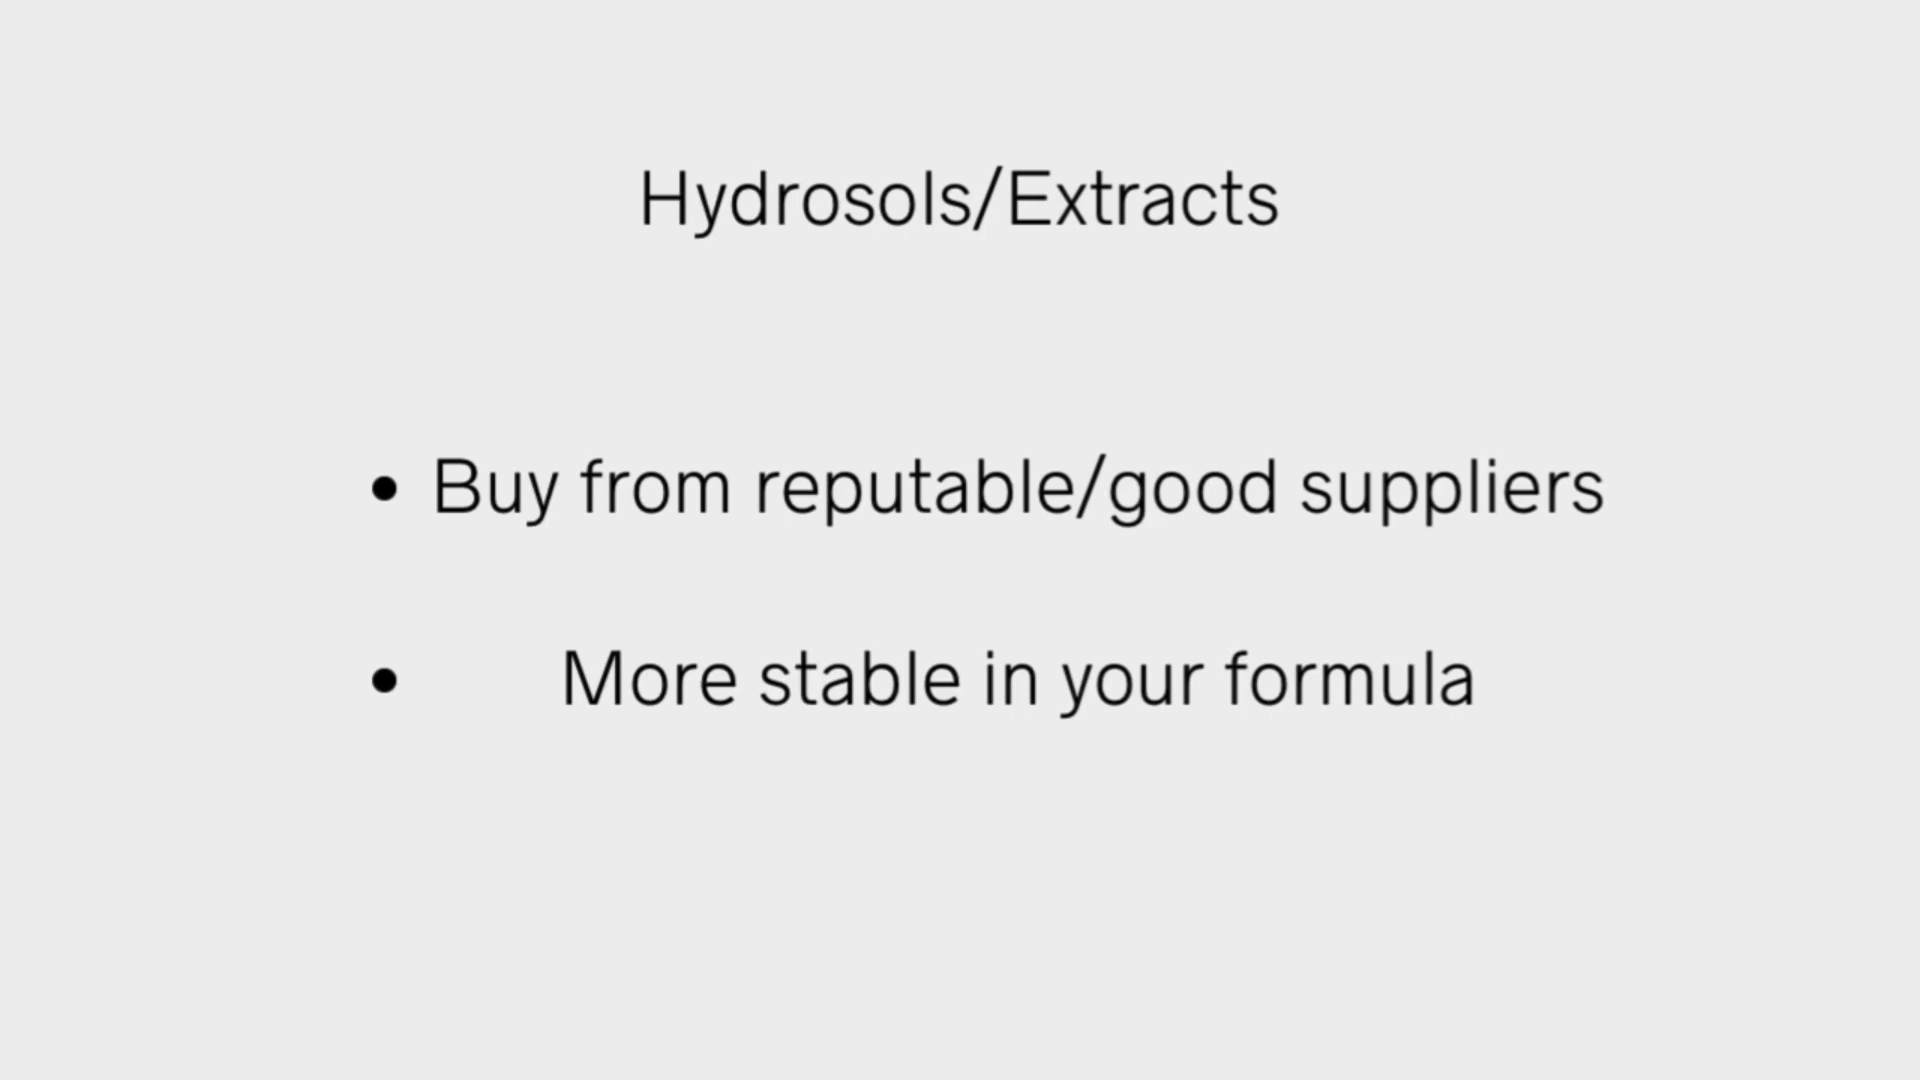 Hydrosols/Extracts
• Buy from reputable/good suppliers
• More stable in your formula